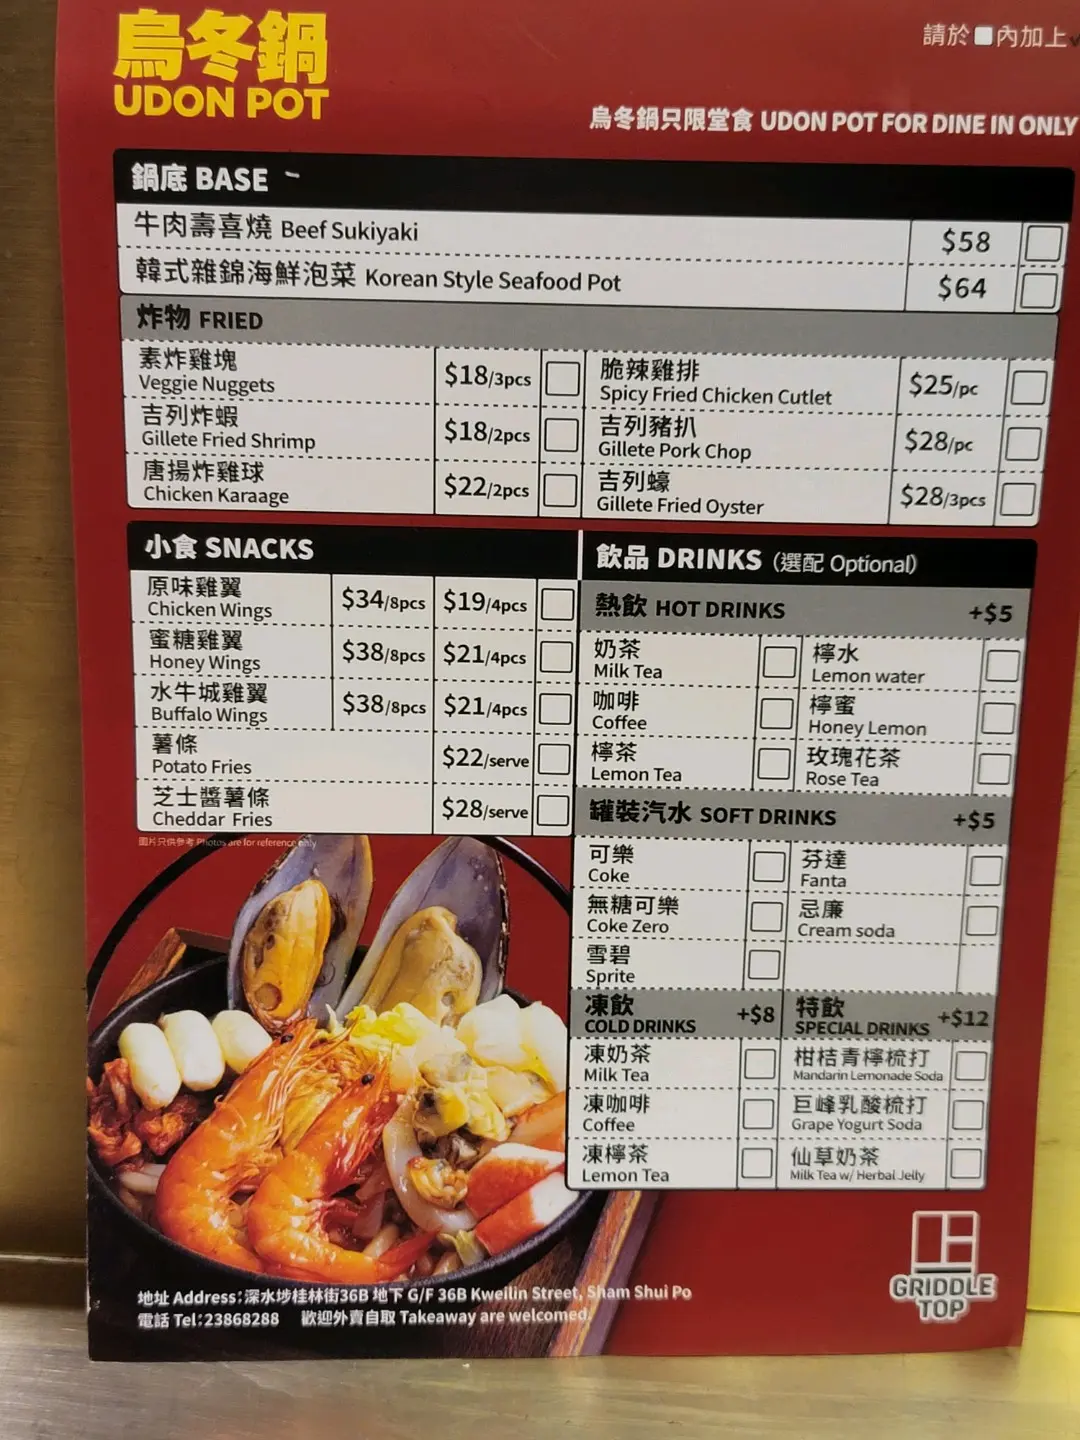 烏冬鍋
UDON POT
請於■內加上✓
烏冬鍋只限堂食 UDON POT FOR DINE IN ONLY
鍋底 BASE
牛肉壽喜燒 Beef Sukiyaki $58
韓式雜錦海鮮泡菜 Korean Style Seafood Pot $64
炸物 FRIED
素炸雞塊
Veggie Nuggets
$18/3pcs
脆辣雞排
Spicy Fried Chicken Cutlet
$25/pc
吉列炸蝦
Gillete Fried Shrimp
$18/2pcs
吉列豬扒
Gillete Pork Chop
$28/pc
唐揚炸雞球
Chicken Karaage
$22/2pcs
吉列蠔
Gillete Fried Oyster
$28/3pcs
小食 SNACKS
原味雞翼
Chicken Wings
$34/8pcs $19/4pcs
蜜糖雞翼
Honey Wings
$38/8pcs $21/4pcs
水牛城雞翼
Buffalo Wings
$38/8pcs $21/4pcs
薯條
Potato Fries
$22/serve
芝士醬薯條
Cheddar Fries
$28/serve
圖片只供參考 Photos are for reference only
飲品 DRINKS (選配 Optional)
熱飲 HOT DRINKS +$5
奶茶
Milk Tea
檸水
Lemon water
咖啡
Coffee
檸蜜
Honey Lemon
檸茶
Lemon Tea
玫瑰花茶
Rose Tea
罐裝汽水 SOFT DRINKS +$5
可樂
Coke
芬達
Fanta
無糖可樂
Coke Zero
忌廉
Cream soda
雪碧
Sprite
凍飲
COLD DRINKS
+$8
特飲
SPECIAL DRINKS
+$12
凍奶茶
Milk Tea
柑桔青檸梳打
Mandarin Lemonade Soda
凍咖啡
Coffee
巨峰乳酸梳打
Grape Yogurt Soda
凍檸茶
Lemon Tea
仙草奶茶
Milk Tea w/ Herbal Jelly
地址 Address:深水埗桂林街36B 地下 G/F 36B Kweilin Street, Sham Shui Po
電話 Tel:23868288 歡迎外賣自取 Takeaway are welcomed.
GRIDDLE
TOP